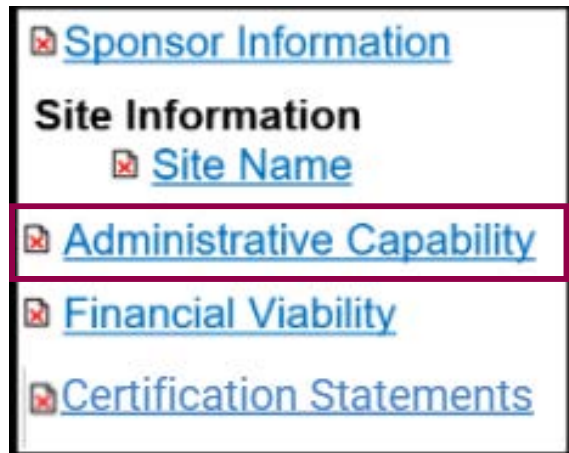 Sponsor Information
Site Information
Site Name
Administrative Capability
Financial Viability
Certification Statements